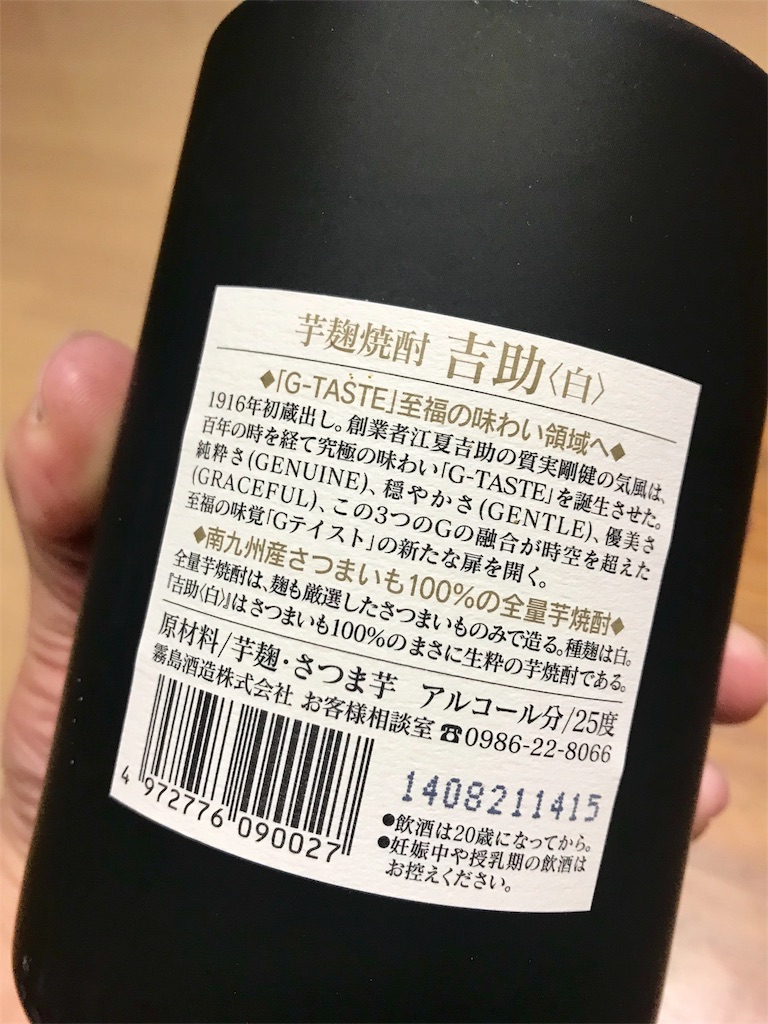 芋麹焼酎 吉助〈白〉
◆「G-TASTE」至福の味わい領域へ◆
1916年初蔵出し。創業者江夏吉助の質実剛健の気風は、
百年の時を経て究極の味わい「G-TASTE」を誕生させた。
純粋さ(GENUINE)、穏やかさ(GENTLE)、優美さ
(GRACEFUL)、この3つのGの融合が時空を超えた
至福の味覚「Gテイスト」の新たな扉を開く。
◆南九州産さつまいも100%の全量芋焼酎◆
全量芋焼酎は、麹も厳選したさつまいものみで造る。種麹は白。
『吉助〈白〉』はさつまいも100%のまさに生粋の芋焼酎である。
原材料/芋麹・さつま芋 アルコール分/25度
霧島酒造株式会社 お客様相談室 ☎0986-22-8066
4 972776 090027
1408211415
●飲酒は20歳になってから。
●妊娠中や授乳期の飲酒は
お控えください。